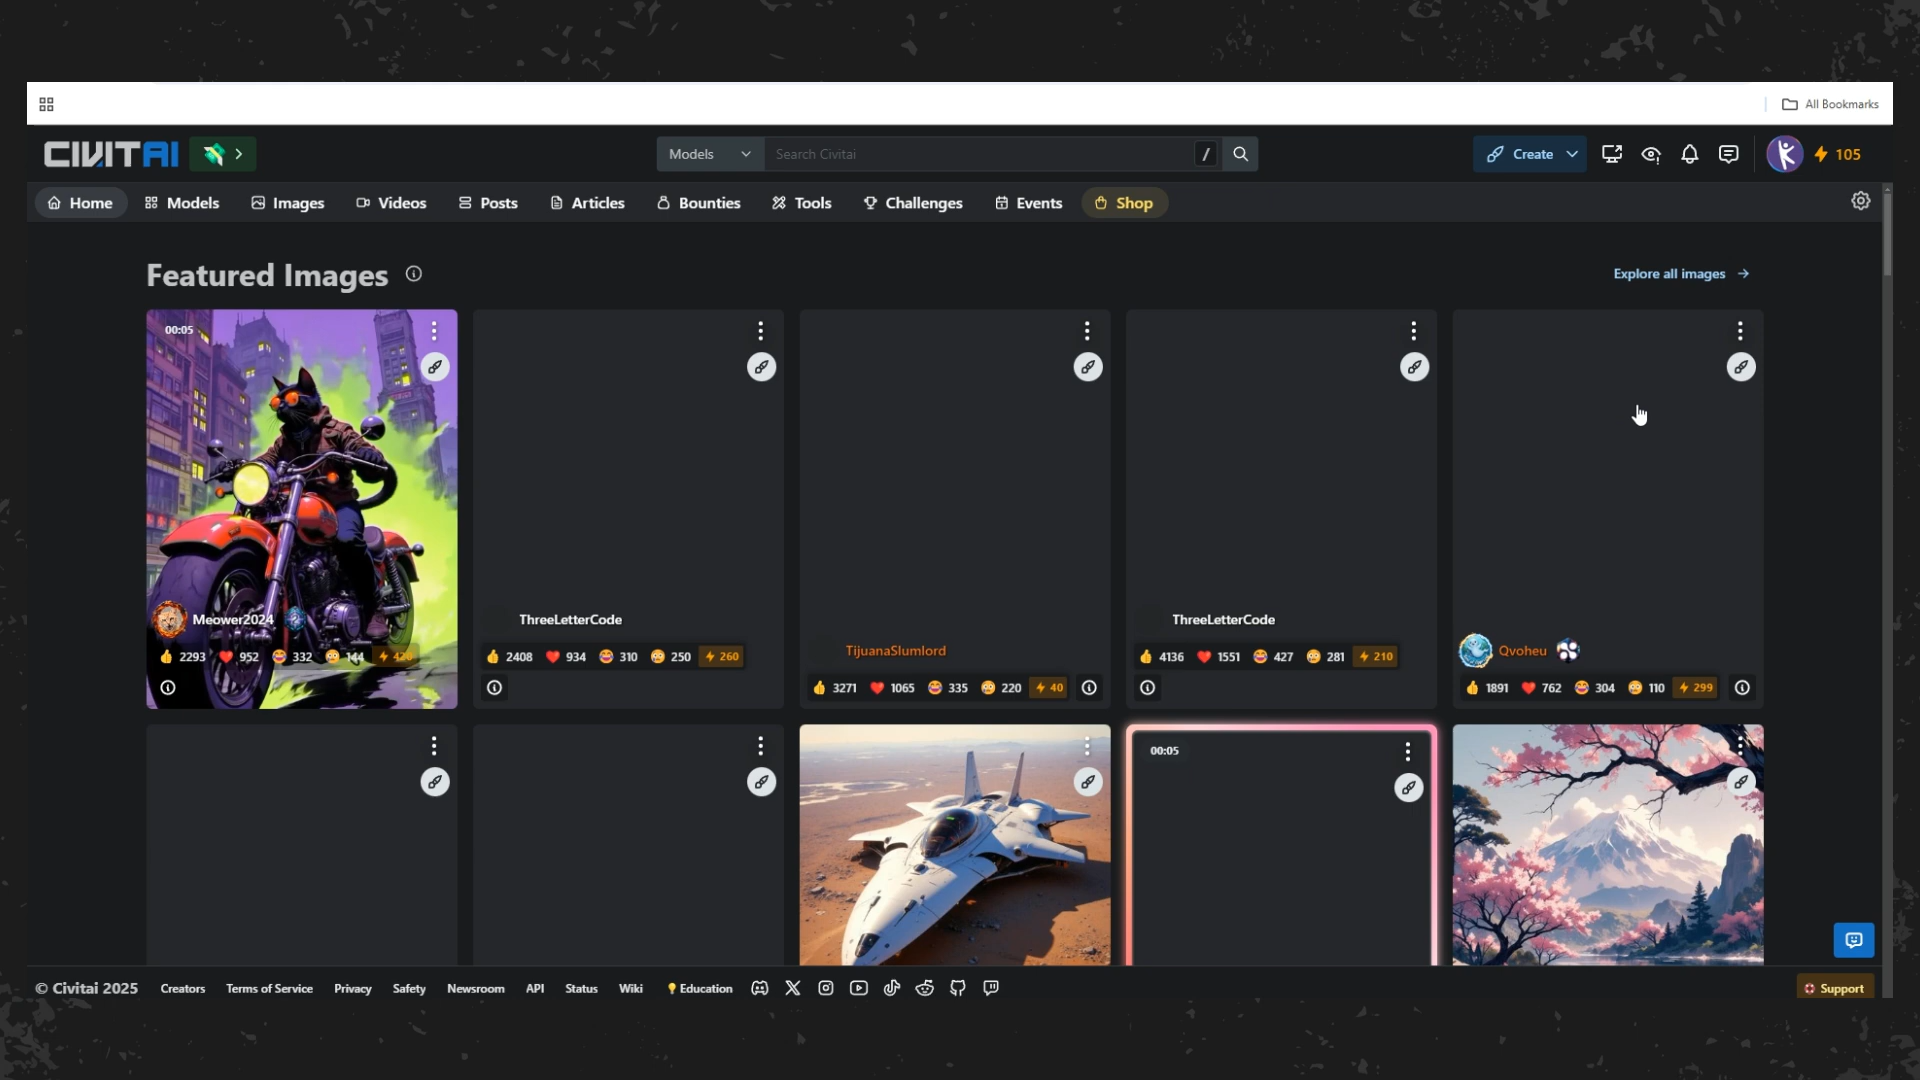 All Bookmarks
CIVITAI
Models
Search Civitai
/
Create
105
Home
Models
Images
Videos
Posts
Articles
Bounties
Tools
Challenges
Events
Shop
Featured Images
Explore all images
00:05
Meower2024
2293 952 332 144 420
ThreeLetterCode
2408 934 310 250 260
TijuanaSlumlord
3271 1065 335 220 40
ThreeLetterCode
4136 1551 427 281 210
Qvoheu
1891 762 304 110 299
00:05
© Civitai 2025
Creators
Terms of Service
Privacy
Safety
Newsroom
API
Status
Wiki
Education
Support